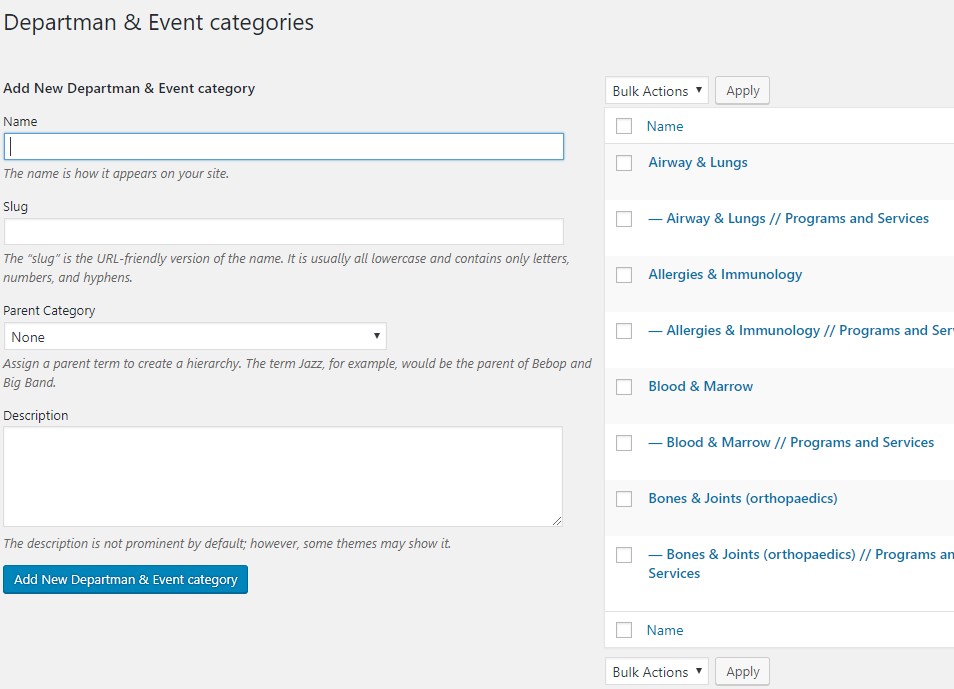 Departman & Event categories
Add New Departman & Event category
Name
The name is how it appears on your site.
Slug
The “slug” is the URL-friendly version of the name. It is usually all lowercase and contains only letters,
numbers, and hyphens.
Parent Category
None
Assign a parent term to create a hierarchy. The term Jazz, for example, would be the parent of Bebop and
Big Band.
Description
The description is not prominent by default; however, some themes may show it.
Add New Departman & Event category
Bulk Actions
Apply
Name
Airway & Lungs
— Airway & Lungs // Programs and Services
Allergies & Immunology
— Allergies & Immunology // Programs and Ser
Blood & Marrow
— Blood & Marrow // Programs and Services
Bones & Joints (orthopaedics)
— Bones & Joints (orthopaedics) // Programs an
Services
Name
Bulk Actions
Apply